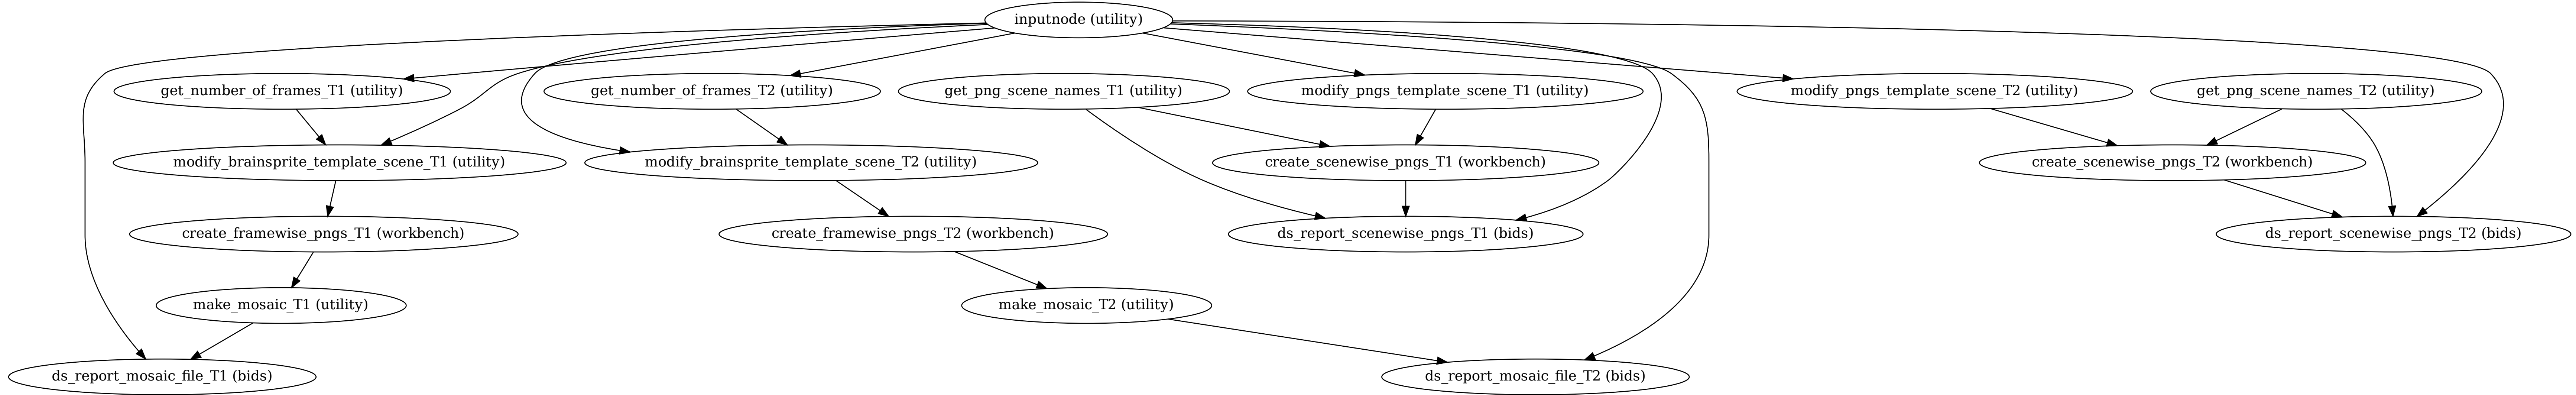 inputnode (utility)
get_number_of_frames_T1 (utility)
get_number_of_frames_T2 (utility)
get_png_scene_names_T1 (utility)
modify_pngs_template_scene_T1 (utility)
modify_pngs_template_scene_T2 (utility)
get_png_scene_names_T2 (utility)
modify_brainsprite_template_scene_T1 (utility)
modify_brainsprite_template_scene_T2 (utility)
create_scenewise_pngs_T1 (workbench)
create_scenewise_pngs_T2 (workbench)
create_framewise_pngs_T1 (workbench)
create_framewise_pngs_T2 (workbench)
ds_report_scenewise_pngs_T1 (bids)
ds_report_scenewise_pngs_T2 (bids)
make_mosaic_T1 (utility)
make_mosaic_T2 (utility)
ds_report_mosaic_file_T1 (bids)
ds_report_mosaic_file_T2 (bids)